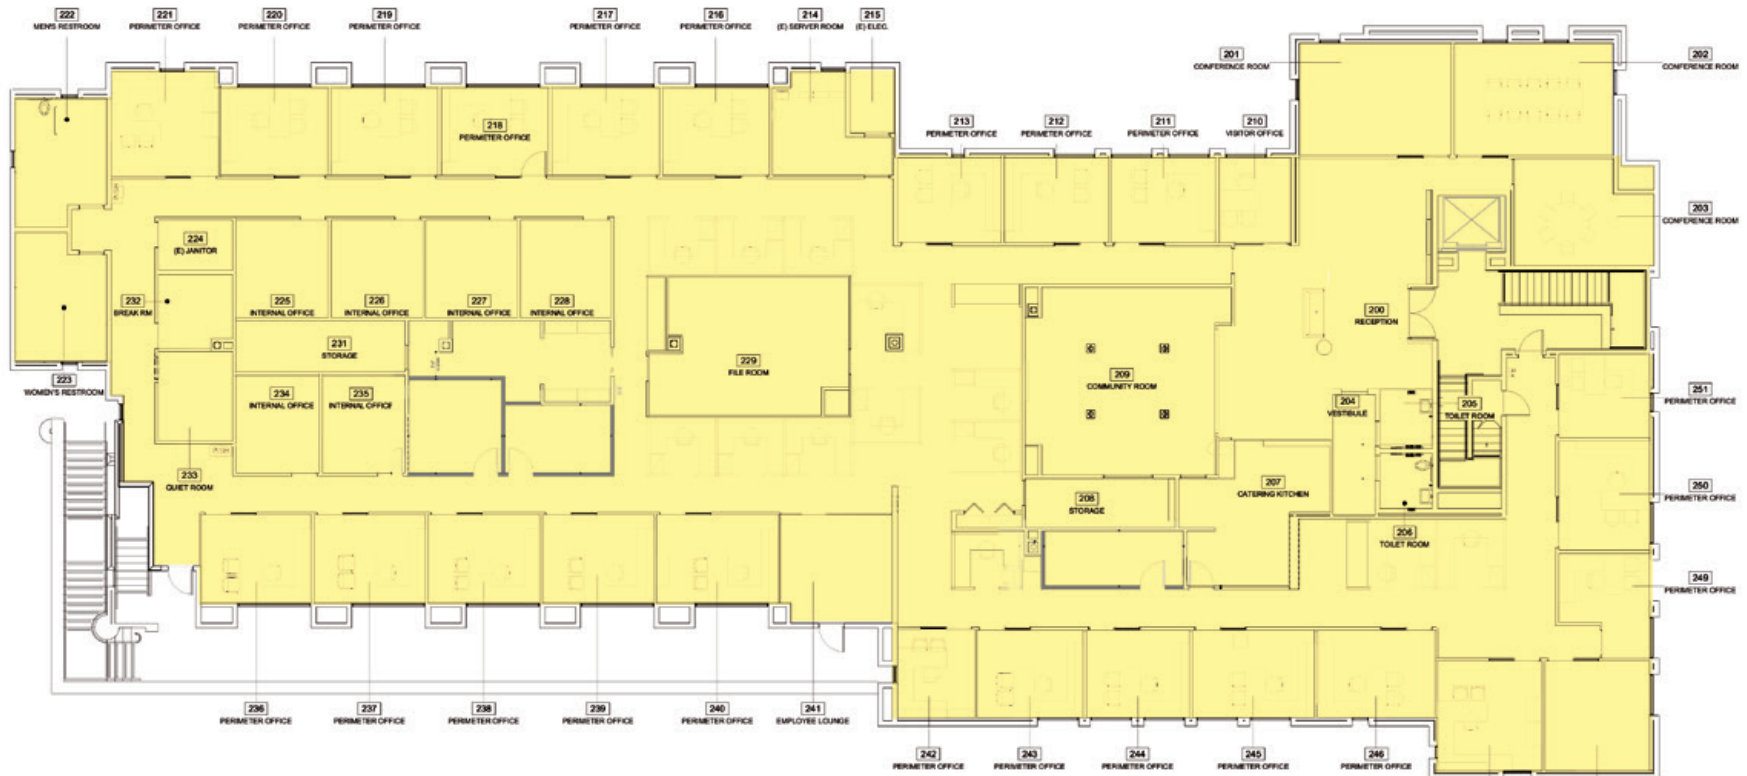 222
MEN'S RESTROOM
221
PERIMETER OFFICE
220
PERIMETER OFFICE
219
PERIMETER OFFICE
217
PERIMETER OFFICE
216
PERIMETER OFFICE
214
(E) SERVER ROOM
215
(E) ELEC.
201
CONFERENCE ROOM
202
CONFERENCE ROOM
218
PERIMETER OFFICE
213
PERIMETER OFFICE
212
PERIMETER OFFICE
211
PERIMETER OFFICE
210
VISITOR OFFICE
203
CONFERENCE ROOM
224
(E) JANITOR
232
BREAK RM
225
INTERNAL OFFICE
226
INTERNAL OFFICE
227
INTERNAL OFFICE
228
INTERNAL OFFICE
200
RECEPTION
231
STORAGE
229
FILE ROOM
209
COMMUNITY ROOM
223
WOMEN'S RESTROOM
234
INTERNAL OFFICE
235
INTERNAL OFFICE
204
VESTIBULE
205
TOILET ROOM
251
PERIMETER OFFICE
233
QUIET ROOM
207
CATERING KITCHEN
250
PERIMETER OFFICE
208
STORAGE
206
TOILET ROOM
249
PERIMETER OFFICE
236
PERIMETER OFFICE
237
PERIMETER OFFICE
238
PERIMETER OFFICE
239
PERIMETER OFFICE
240
PERIMETER OFFICE
241
EMPLOYEE LOUNGE
242
PERIMETER OFFICE
243
PERIMETER OFFICE
244
PERIMETER OFFICE
245
PERIMETER OFFICE
246
PERIMETER OFFICE